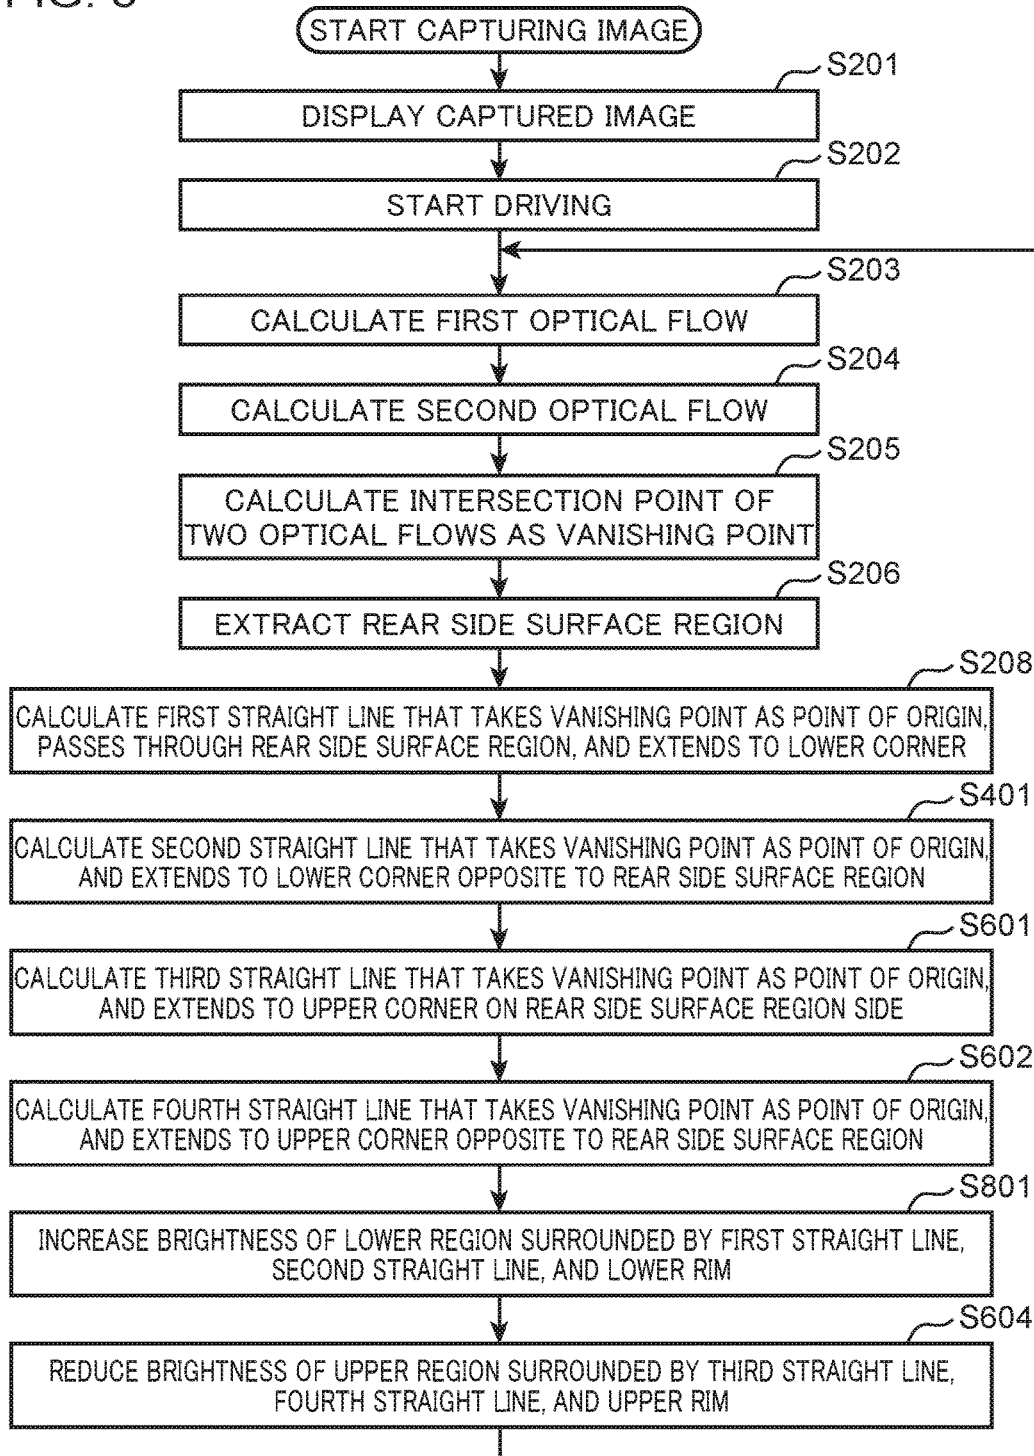 START CAPTURING IMAGE
S201
DISPLAY CAPTURED IMAGE
S202
START DRIVING
S203
CALCULATE FIRST OPTICAL FLOW
S204
CALCULATE SECOND OPTICAL FLOW
S205
CALCULATE INTERSECTION POINT OF
TWO OPTICAL FLOWS AS VANISHING POINT
S206
EXTRACT REAR SIDE SURFACE REGION
S208
CALCULATE FIRST STRAIGHT LINE THAT TAKES VANISHING POINT AS POINT OF ORIGIN,
PASSES THROUGH REAR SIDE SURFACE REGION, AND EXTENDS TO LOWER CORNER
S401
CALCULATE SECOND STRAIGHT LINE THAT TAKES VANISHING POINT AS POINT OF ORIGIN,
AND EXTENDS TO LOWER CORNER OPPOSITE TO REAR SIDE SURFACE REGION
S601
CALCULATE THIRD STRAIGHT LINE THAT TAKES VANISHING POINT AS POINT OF ORIGIN,
AND EXTENDS TO UPPER CORNER ON REAR SIDE SURFACE REGION SIDE
S602
CALCULATE FOURTH STRAIGHT LINE THAT TAKES VANISHING POINT AS POINT OF ORIGIN,
AND EXTENDS TO UPPER CORNER OPPOSITE TO REAR SIDE SURFACE REGION
S801
INCREASE BRIGHTNESS OF LOWER REGION SURROUNDED BY FIRST STRAIGHT LINE,
SECOND STRAIGHT LINE, AND LOWER RIM
S604
REDUCE BRIGHTNESS OF UPPER REGION SURROUNDED BY THIRD STRAIGHT LINE,
FOURTH STRAIGHT LINE, AND UPPER RIM